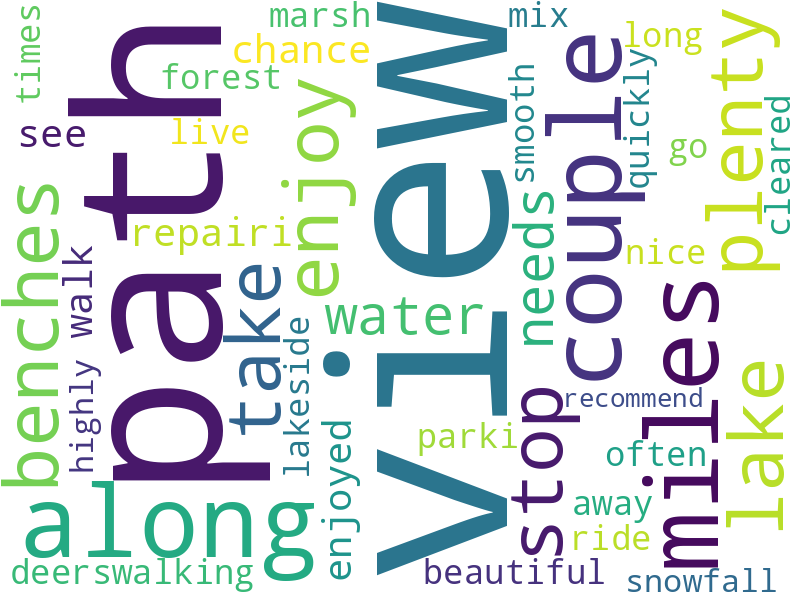 times
marsh
mix
chance
long
forest
see
live
path
enjoy
view
smooth
couple
quickly
go
plenty
cleared
benches
repairi
walk
highly
take
water
lakeside
needs
nice
miles
lake
recommend
stop
parki
often
along
enjoyed
away
ride
deerswalking
beautiful
snowfall